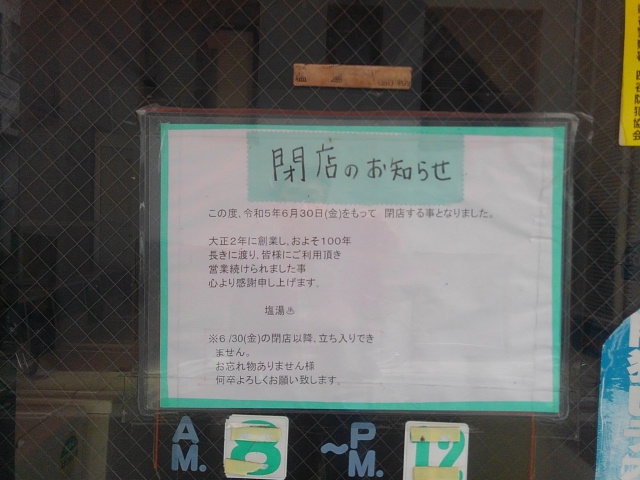 閉店のお知らせ
この度、令和5年6月30日(金)をもって 閉店する事となりました。
大正2年に創業し、およそ100年
長きに渡り、皆様にご利用頂き
営業続けられました事
心より感謝申し上げます。
塩湯♨
※6/30(金)の閉店以降、立ち入りでき
ません。
お忘れ物ありません様
何卒よろしくお願い致します。
AM. 8 ~ PM. 12